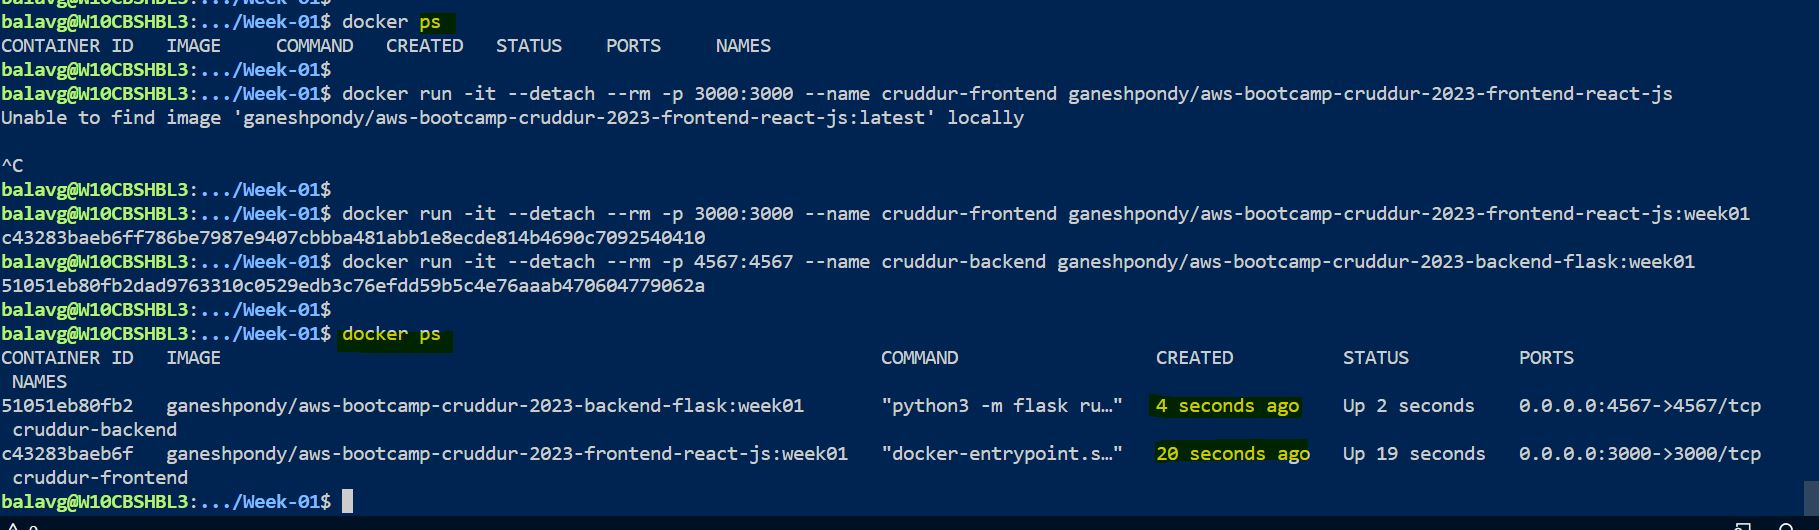 balavg@W10CBSHBL3:.../Week-01$ docker ps
CONTAINER ID   IMAGE     COMMAND   CREATED   STATUS    PORTS     NAMES
balavg@W10CBSHBL3:.../Week-01$
balavg@W10CBSHBL3:.../Week-01$ docker run -it --detach --rm -p 3000:3000 --name cruddur-frontend ganeshpondy/aws-bootcamp-cruddur-2023-frontend-react-js
Unable to find image 'ganeshpondy/aws-bootcamp-cruddur-2023-frontend-react-js:latest' locally
^C
balavg@W10CBSHBL3:.../Week-01$
balavg@W10CBSHBL3:.../Week-01$ docker run -it --detach --rm -p 3000:3000 --name cruddur-frontend ganeshpondy/aws-bootcamp-cruddur-2023-frontend-react-js:week01
c43283baeb6ff786be7987e9407cbbba481abb1e8ecde814b4690c7092540410
balavg@W10CBSHBL3:.../Week-01$ docker run -it --detach --rm -p 4567:4567 --name cruddur-backend ganeshpondy/aws-bootcamp-cruddur-2023-backend-flask:week01
51051eb80fb2dad9763310c0529edb3c76efdd59b5c4e76aaab470604779062a
balavg@W10CBSHBL3:.../Week-01$
balavg@W10CBSHBL3:.../Week-01$ docker ps
CONTAINER ID   IMAGE                                                            COMMAND                  CREATED          STATUS          PORTS
 NAMES
51051eb80fb2   ganeshpondy/aws-bootcamp-cruddur-2023-backend-flask:week01       "python3 -m flask ru…"   4 seconds ago    Up 2 seconds    0.0.0.0:4567->4567/tcp
 cruddur-backend
c43283baeb6f   ganeshpondy/aws-bootcamp-cruddur-2023-frontend-react-js:week01   "docker-entrypoint.s…"   20 seconds ago   Up 19 seconds   0.0.0.0:3000->3000/tcp
 cruddur-frontend
balavg@W10CBSHBL3:.../Week-01$